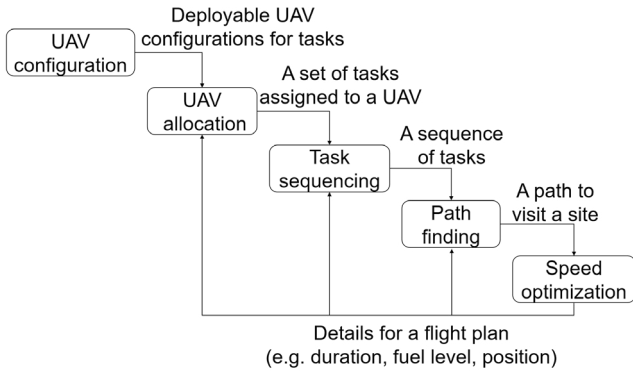 UAV
configuration
Deployable UAV
configurations for tasks
UAV
allocation
A set of tasks
assigned to a UAV
Task
sequencing
A sequence
of tasks
Path
finding
A path to
visit a site
Speed
optimization
Details for a flight plan
(e.g. duration, fuel level, position)